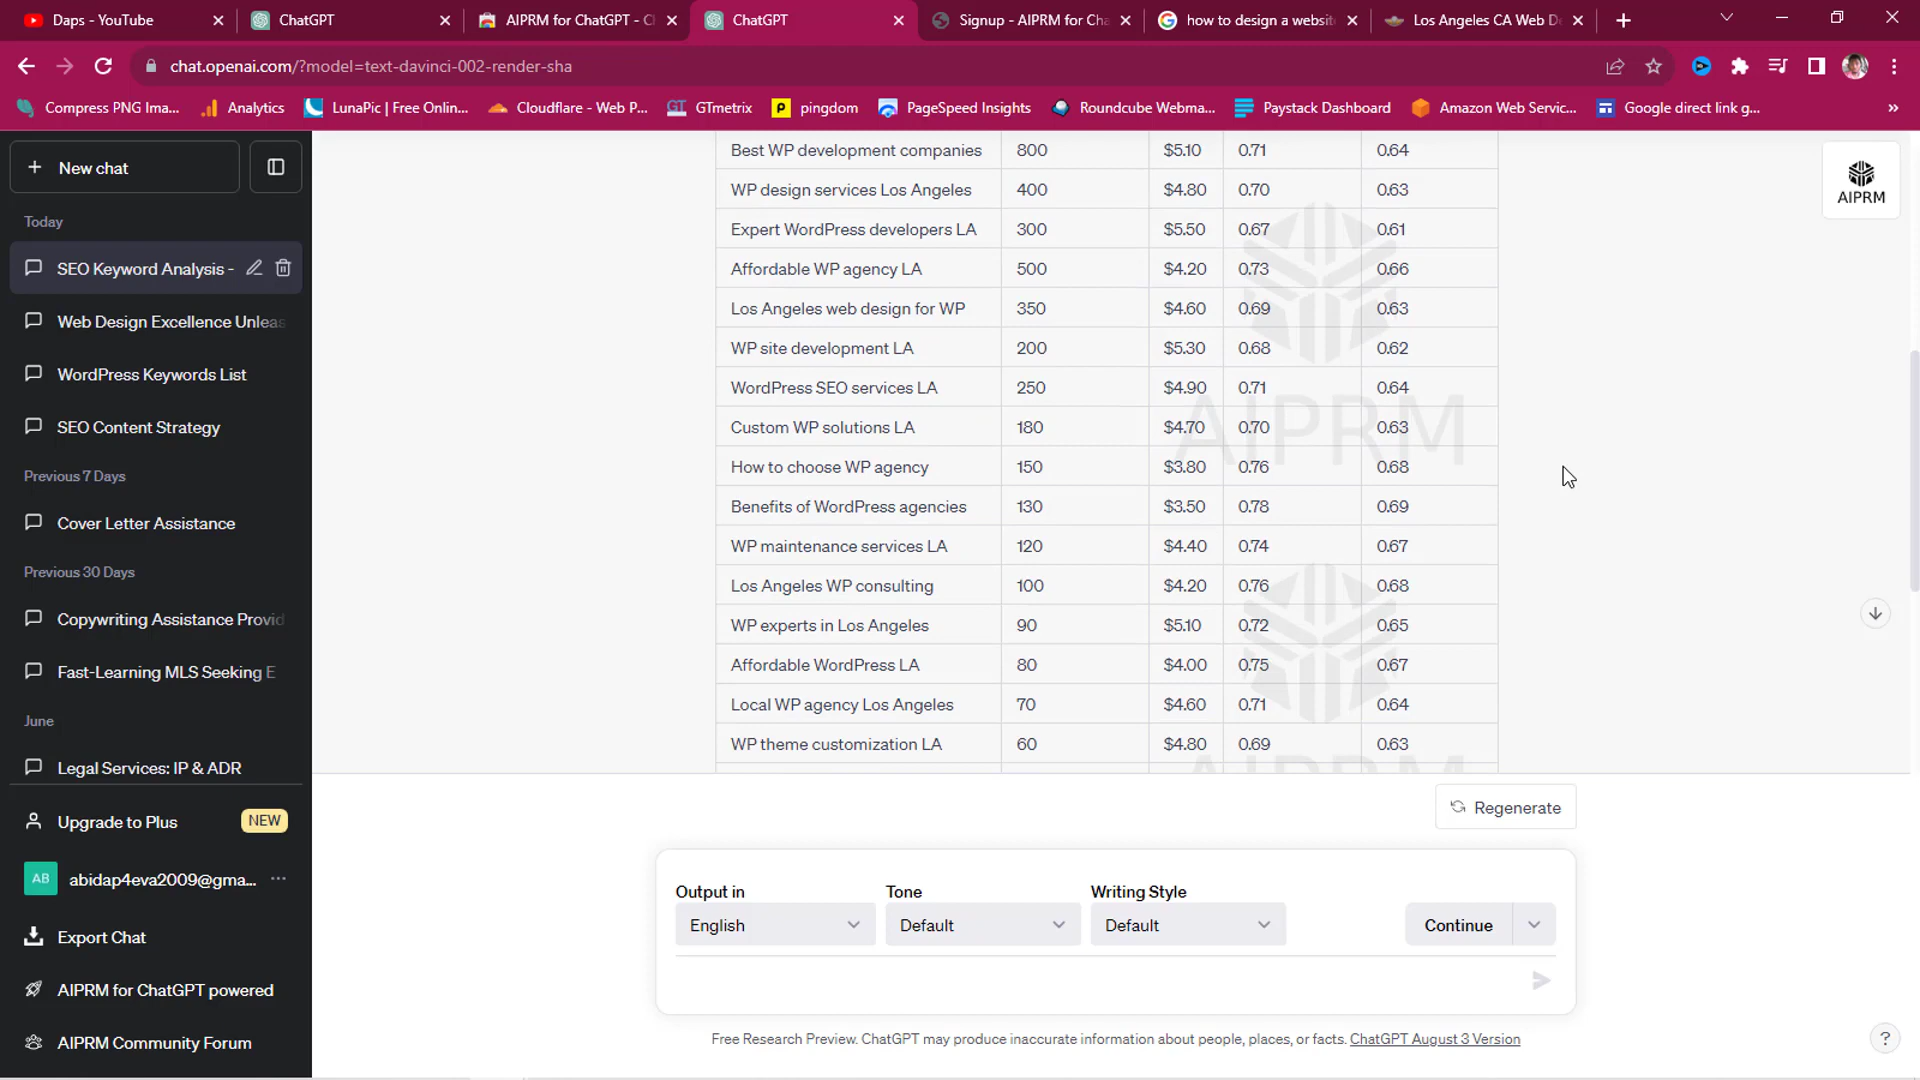 Daps - YouTube
ChatGPT
AIPRM for ChatGPT - C
ChatGPT
Signup - AIPRM for Cha
how to design a websit
Los Angeles CA Web D
chat.openai.com/?model=text-davinci-002-render-sha
Compress PNG Ima...
Analytics
LunaPic | Free Onlin...
Cloudflare - Web P...
GT
GTmetrix
pingdom
PageSpeed Insights
Roundcube Webma...
Paystack Dashboard
Amazon Web Servic...
Google direct link g...
New chat
Today
SEO Keyword Analysis -
Web Design Excellence Unleas
WordPress Keywords List
SEO Content Strategy
Previous 7 Days
Cover Letter Assistance
Previous 30 Days
Copywriting Assistance Provid
Fast-Learning MLS Seeking E
June
Legal Services: IP & ADR
Upgrade to Plus NEW
AB abidap4eva2009@gma... ...
Export Chat
AIPRM for ChatGPT powered
AIPRM Community Forum
Best WP development companies 800 $5.10 0.71 0.64
WP design services Los Angeles 400 $4.80 0.70 0.63
Expert WordPress developers LA 300 $5.50 0.67 0.61
Affordable WP agency LA 500 $4.20 0.73 0.66
Los Angeles web design for WP 350 $4.60 0.69 0.63
WP site development LA 200 $5.30 0.68 0.62
WordPress SEO services LA 250 $4.90 0.71 0.64
Custom WP solutions LA 180 $4.70 0.70 0.63
How to choose WP agency 150 $3.80 0.76 0.68
Benefits of WordPress agencies 130 $3.50 0.78 0.69
WP maintenance services LA 120 $4.40 0.74 0.67
Los Angeles WP consulting 100 $4.20 0.76 0.68
WP experts in Los Angeles 90 $5.10 0.72 0.65
Affordable WordPress LA 80 $4.00 0.75 0.67
Local WP agency Los Angeles 70 $4.60 0.71 0.64
WP theme customization LA 60 $4.80 0.69 0.63
AIPRM
AIPRM
AIPRM
Regenerate
Output in
English
Tone
Default
Writing Style
Default
Continue
Free Research Preview. ChatGPT may produce inaccurate information about people, places, or facts. ChatGPT August 3 Version
?